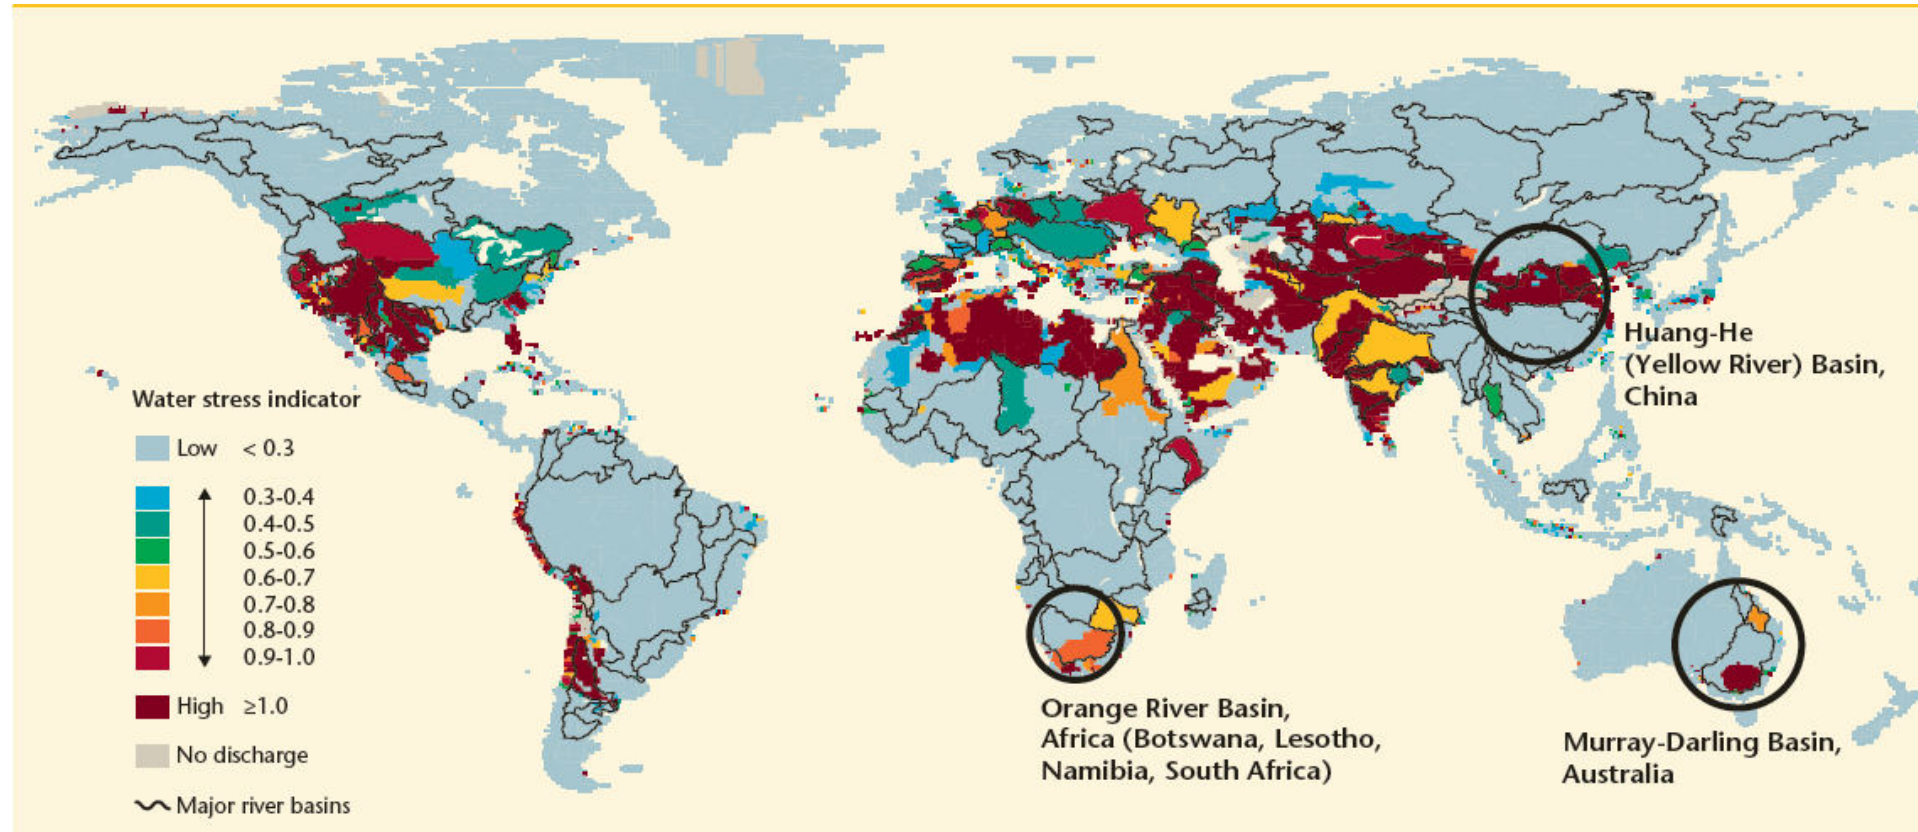 Water stress indicator
Low < 0.3
0.3-0.4
0.4-0.5
0.5-0.6
0.6-0.7
0.7-0.8
0.8-0.9
0.9-1.0
High ≥1.0
No discharge
Major river basins
Orange River Basin,
Africa (Botswana, Lesotho,
Namibia, South Africa)
Huang-He
(Yellow River) Basin,
China
Murray-Darling Basin,
Australia